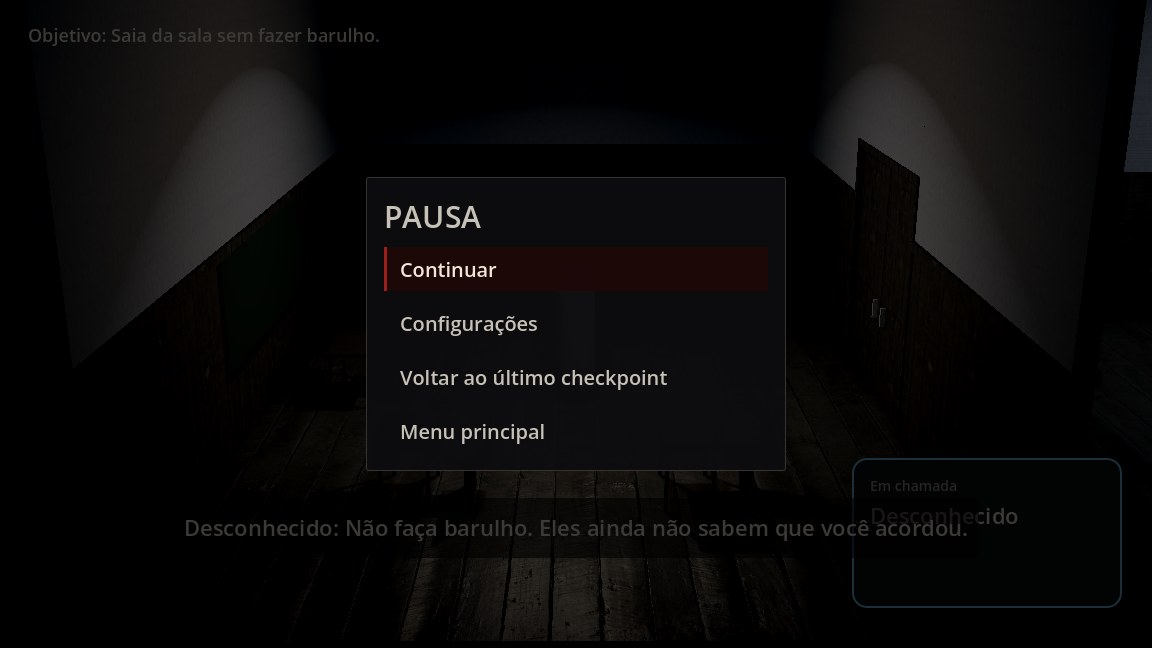 Objetivo: Saia da sala sem fazer barulho.
PAUSA
Continuar
Configurações
Voltar ao último checkpoint
Menu principal
Em chamada
Desconhecido
Desconhecido: Não faça barulho. Eles ainda não sabem que você acordou.